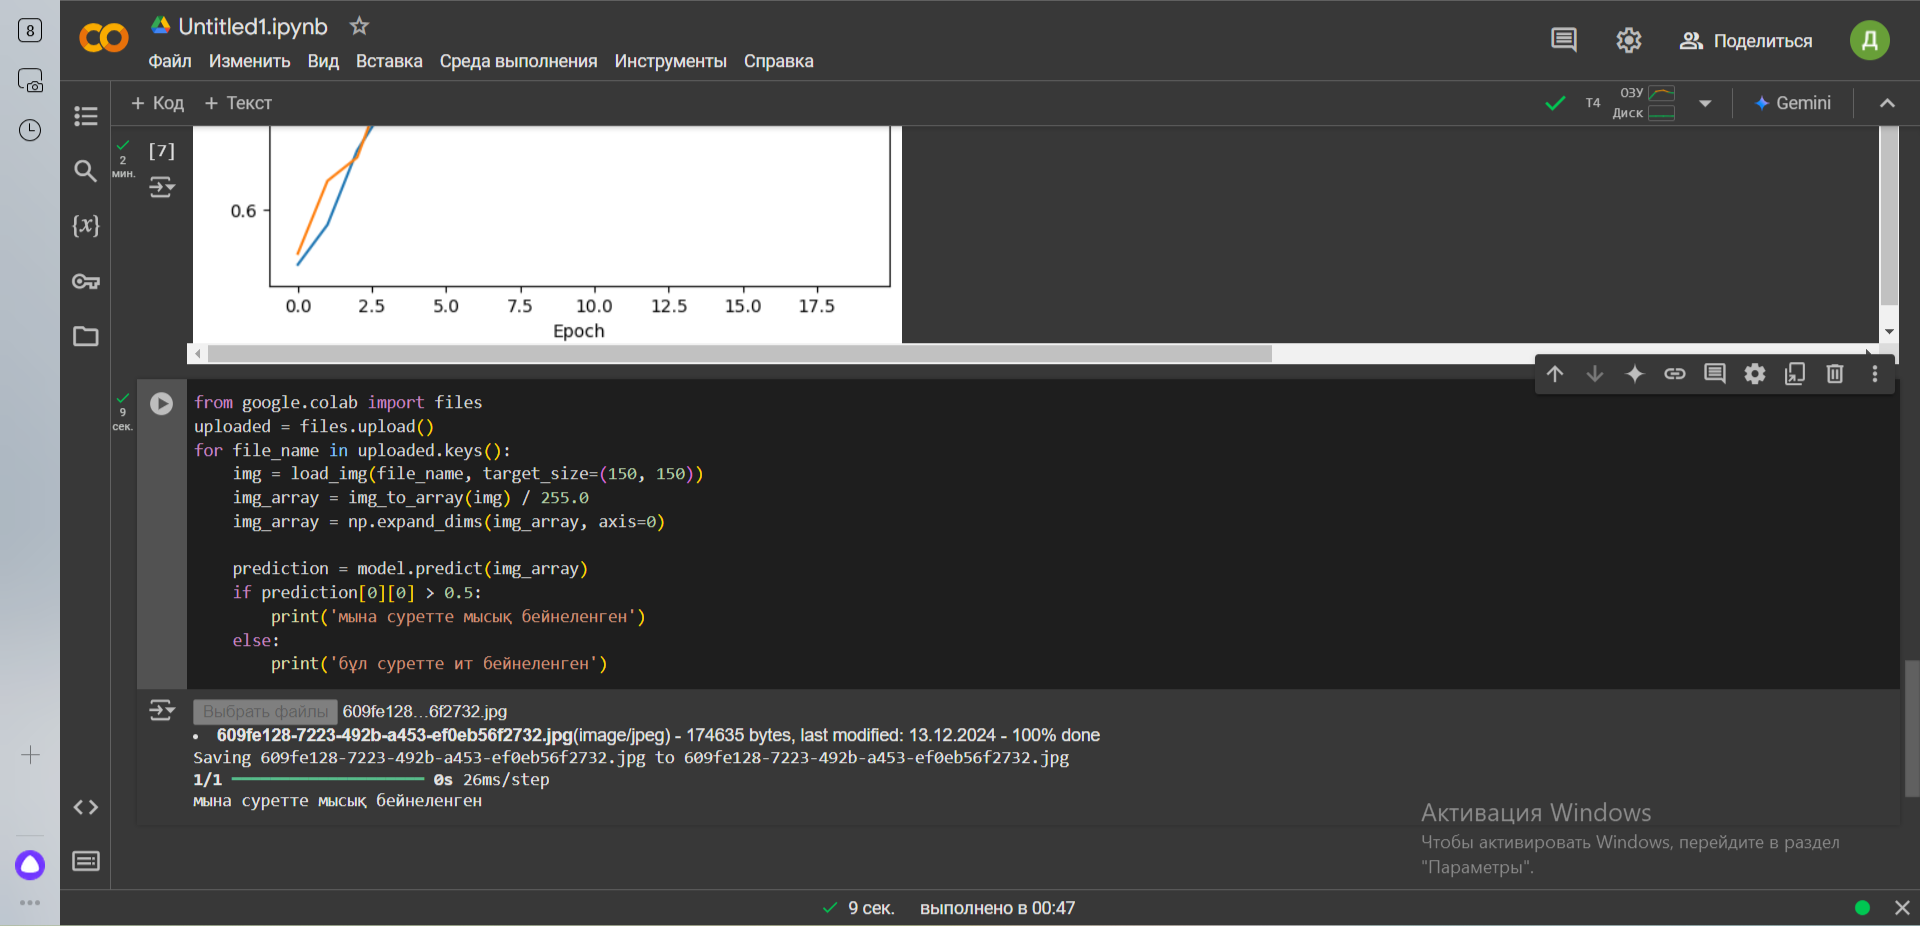 8
Untitled1.ipynb
Файл Изменить Вид Вставка Среда выполнения Инструменты Справка
Поделиться
Д
+ Код + Текст
T4
ОЗУ
Диск
Gemini
2
мин.
[7]
0.6
0.0 2.5 5.0 7.5 10.0 12.5 15.0 17.5
Epoch
{x}
9
сек.
from google.colab import files
uploaded = files.upload()
for file_name in uploaded.keys():
img = load_img(file_name, target_size=(150, 150))
img_array = img_to_array(img) / 255.0
img_array = np.expand_dims(img_array, axis=0)
prediction = model.predict(img_array)
if prediction[0][0] > 0.5:
print('мына суретте мысық бейнеленген')
else:
print('бұл суретте ит бейнеленген')
Выбрать файлы 609fe128...6f2732.jpg
• 609fe128-7223-492b-a453-ef0eb56f2732.jpg(image/jpeg) - 174635 bytes, last modified: 13.12.2024 - 100% done
Saving 609fe128-7223-492b-a453-ef0eb56f2732.jpg to 609fe128-7223-492b-a453-ef0eb56f2732.jpg
1/1 0s 26ms/step
мына суретте мысық бейнеленген
Активация Windows
Чтобы активировать Windows, перейдите в раздел
"Параметры".
9 сек. выполнено в 00:47